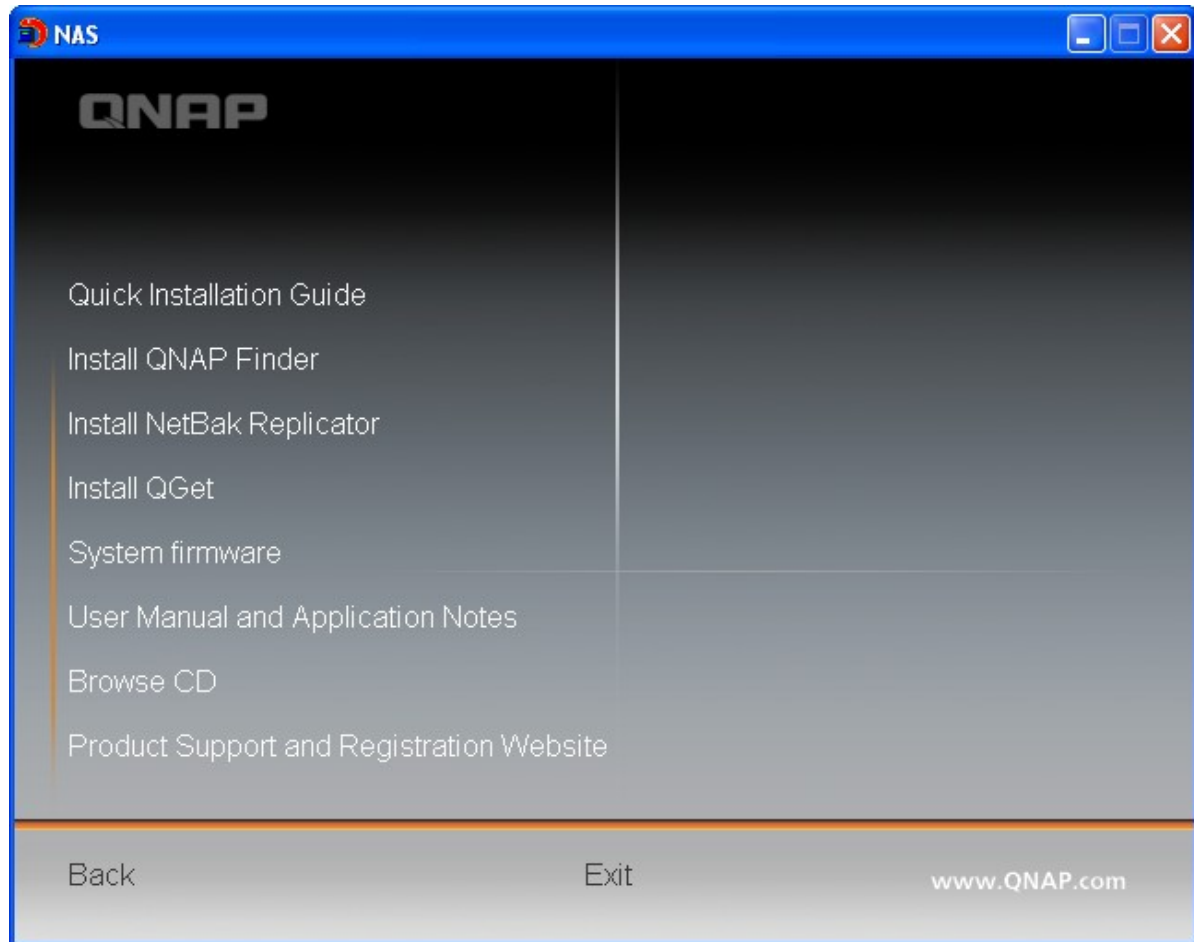 NAS
QNAP
Quick Installation Guide
Install QNAP Finder
Install NetBak Replicator
Install QGet
System firmware
User Manual and Application Notes
Browse CD
Product Support and Registration Website
Back Exit www.QNAP.com